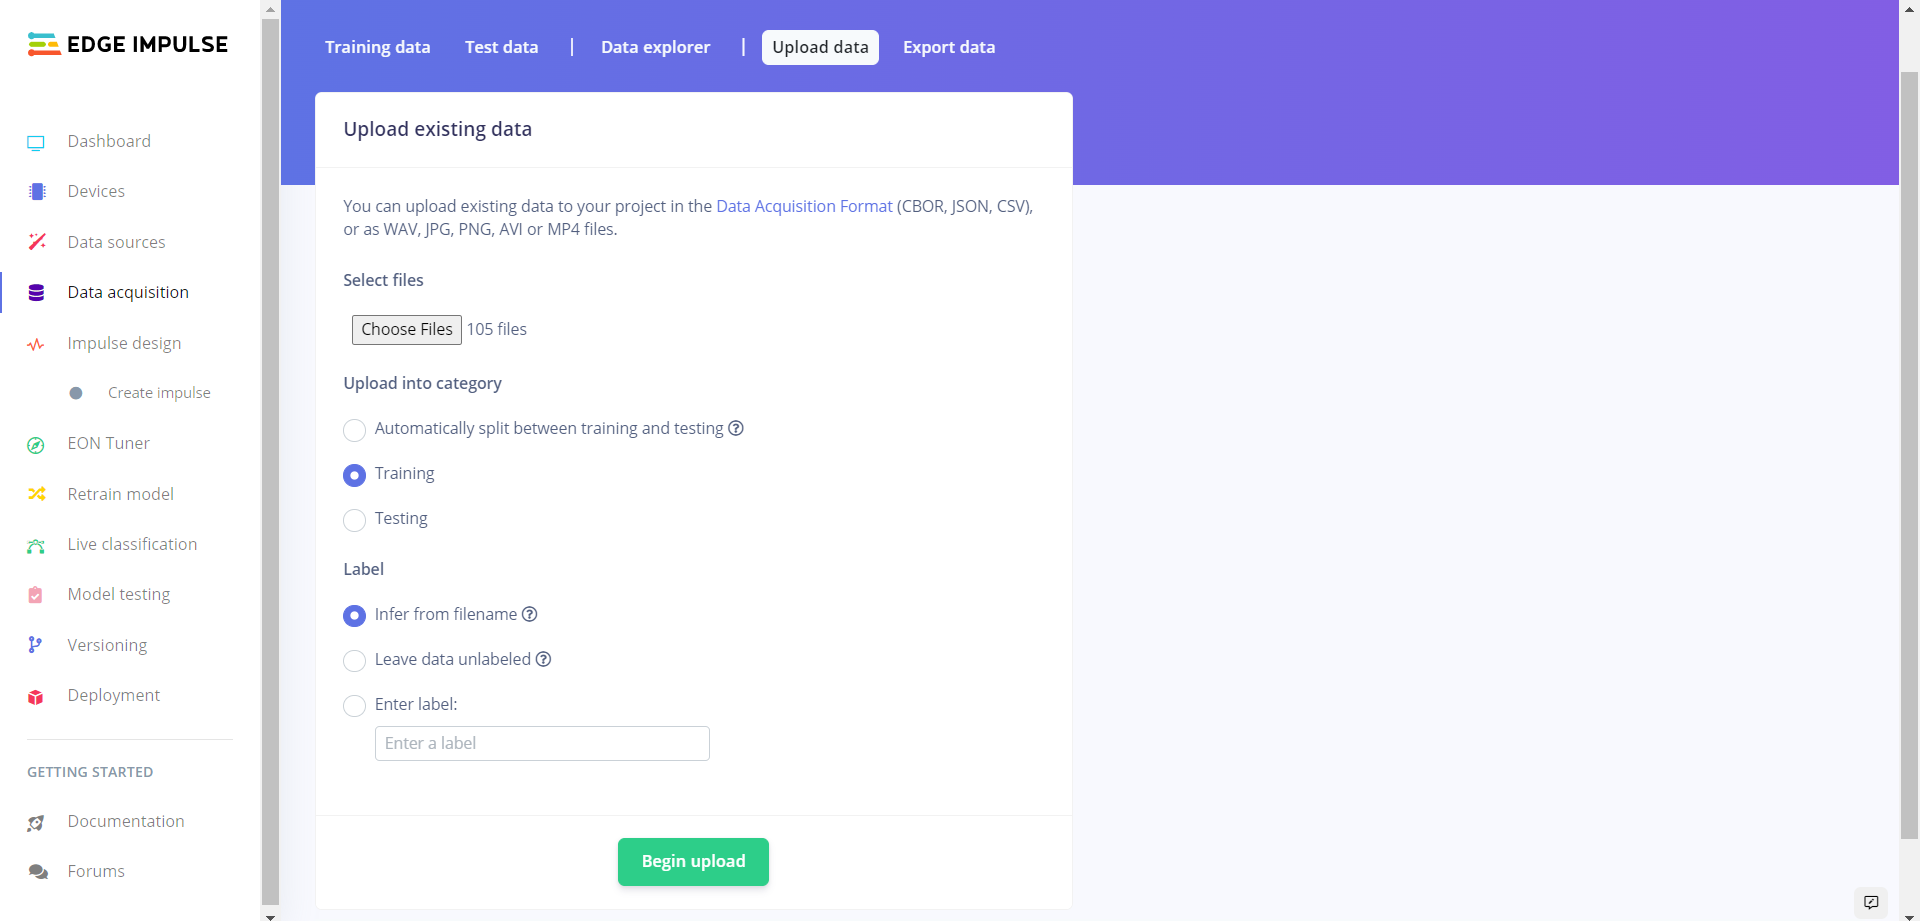 EDGE IMPULSE
Dashboard
Devices
Data sources
Data acquisition
Impulse design
Create impulse
EON Tuner
Retrain model
Live classification
Model testing
Versioning
Deployment
GETTING STARTED
Documentation
Forums
Training data | Test data | Data explorer | Upload data Export data
Upload existing data
You can upload existing data to your project in the Data Acquisition Format (CBOR, JSON, CSV),
or as WAV, JPG, PNG, AVI or MP4 files.
Select files
Choose Files 105 files
Upload into category
Automatically split between training and testing ?
Training
Testing
Label
Infer from filename ?
Leave data unlabeled ?
Enter label:
Enter a label
Begin upload